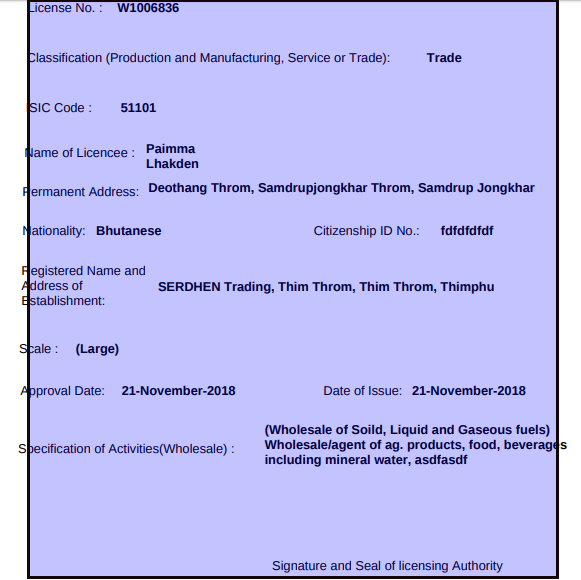 License No. : W1006836
Classification (Production and Manufacturing, Service or Trade): Trade
ISIC Code : 51101
Name of Licencee : Paimma
Lhakden
Permanent Address: Deothang Throm, Samdrupjongkhar Throm, Samdrup Jongkhar
Nationality: Bhutanese Citizenship ID No.: fdfdfdfdf
Registered Name and
Address of
Establishment: SERDHEN Trading, Thim Throm, Thim Throm, Thimphu
Scale : (Large)
Approval Date: 21-November-2018 Date of Issue: 21-November-2018
Specification of Activities(Wholesale) : (Wholesale of Soild, Liquid and Gaseous fuels)
Wholesale/agent of ag. products, food, beverages
including mineral water, asdfasdf
Signature and Seal of licensing Authority